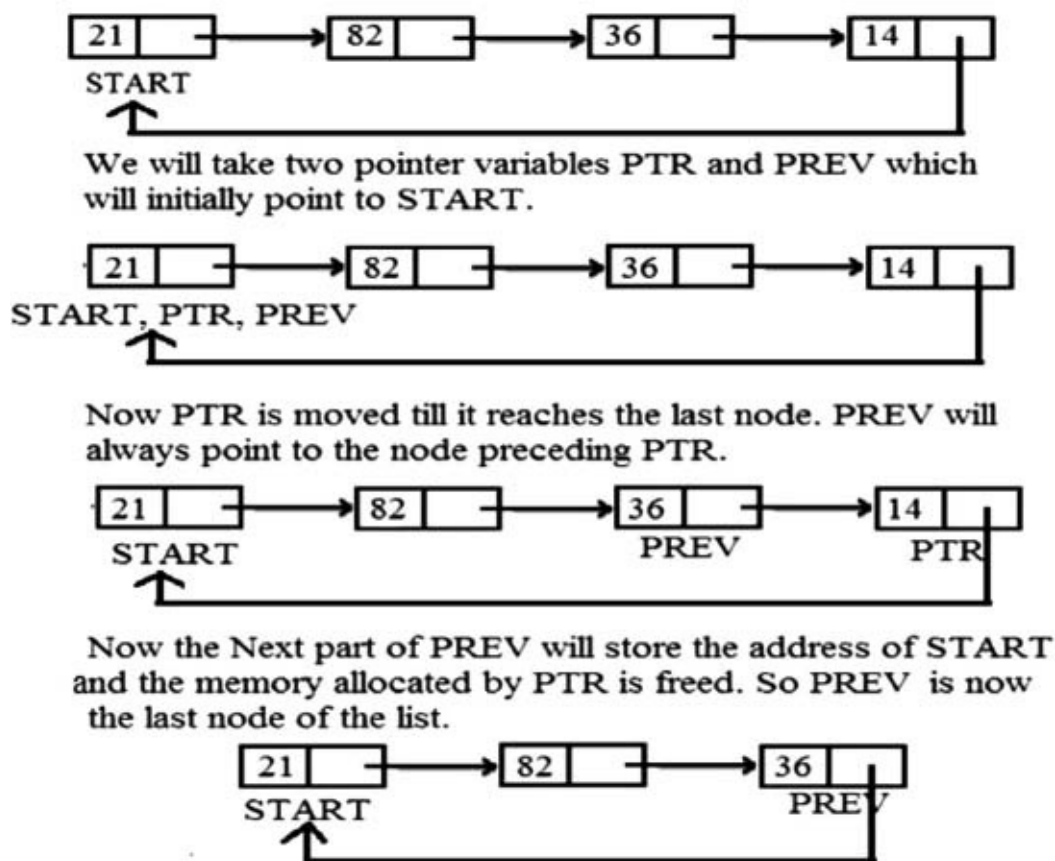 21 82 36 14
START
We will take two pointer variables PTR and PREV which
will initially point to START.
21 82 36 14
START, PTR, PREV
Now PTR is moved till it reaches the last node. PREV will
always point to the node preceding PTR.
21 82 36 14
START PREV PTR
Now the Next part of PREV will store the address of START
and the memory allocated by PTR is freed. So PREV is now
the last node of the list.
21 82 36
START PREV